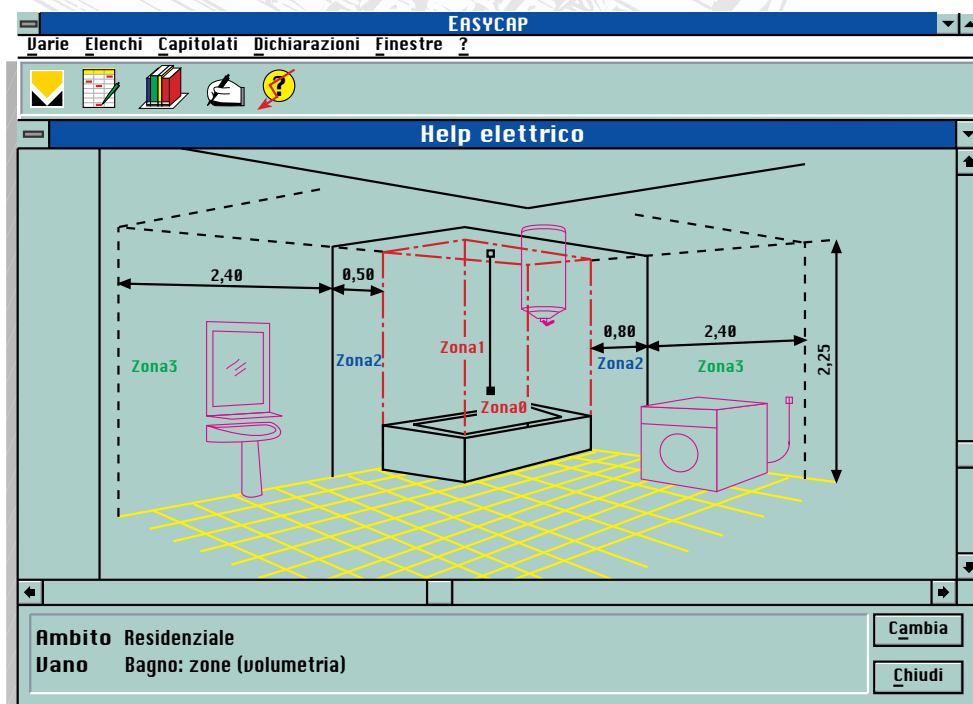 EASYCAP
Varie Elenchi Capitolati Dichiarazioni Finestre ?
?
Help elettrico
2,40
0,50
0,80
2,40
2,25
Zona3
Zona2
Zona1
Zona2
Zona3
Zona0
Ambito Residenziale
Vano Bagno: zone (volumetria)
Cambia
Chiudi